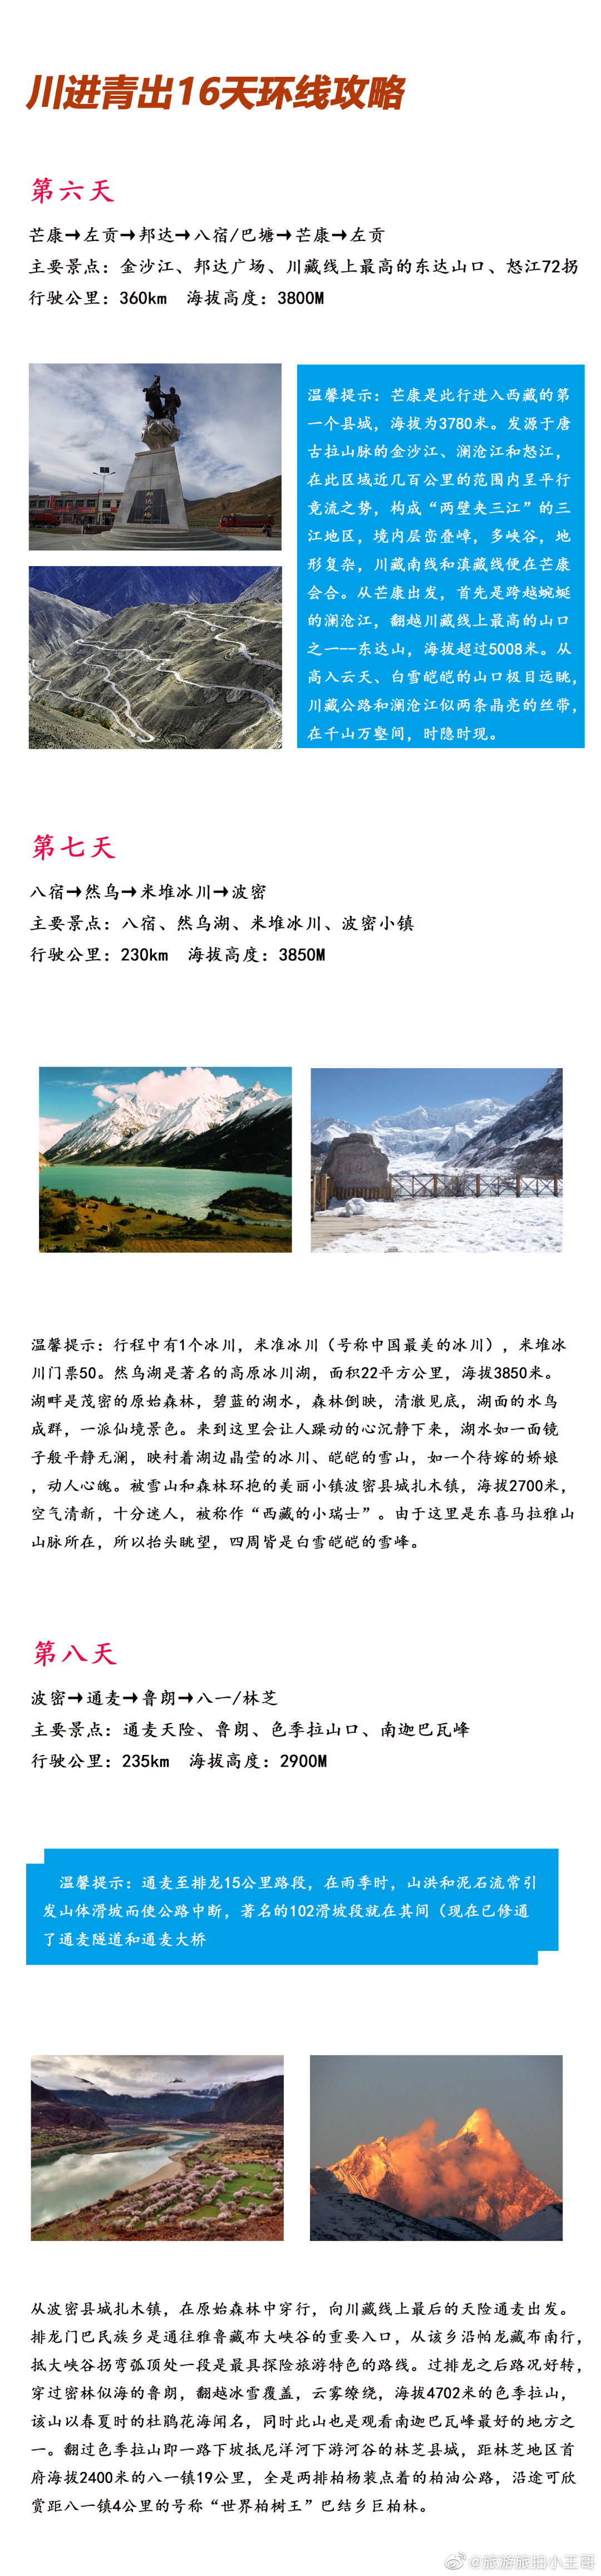 川进青出16天环线攻略
第六天
芒康→左贡→邦达→八宿/巴塘→芒康→左贡
主要景点：金沙江、邦达广场、川藏线上最高的东达山口、怒江72拐
行驶公里：360km 海拔高度：3800M
邦达广场
温馨提示：芒康是此行进入西藏的第
一个县城，海拔为3780米。发源于唐
古拉山脉的金沙江、澜沧江和怒江，
在此区域近几百公里的范围内呈平行
竞流之势，构成“两壁夹三江”的三
江地区，境内层峦叠嶂，多峡谷，地
形复杂，川藏南线和滇藏线便在芒康
会合。从芒康出发，首先是跨越蜿蜒
的澜沧江，翻越川藏线上最高的山口
之一--东达山，海拔超过5008米。从
高入云天、白雪皑皑的山口极目远眺，
川藏公路和澜沧江似两条晶亮的丝带，
在千山万壑间，时隐时现。
第七天
八宿→然乌→米堆冰川→波密
主要景点：八宿、然乌湖、米堆冰川、波密小镇
行驶公里：230km 海拔高度：3850M
温馨提示：行程中有1个冰川，米准冰川（号称中国最美的冰川），米堆冰
川门票50。然乌湖是著名的高原冰川湖，面积22平方公里，海拔3850米。
湖畔是茂密的原始森林，碧蓝的湖水，森林倒映，清澈见底，湖面的水鸟
成群，一派仙境景色。来到这里会让人躁动的心沉静下来，湖水如一面镜
子般平静无澜，映衬着湖边晶莹的冰川、皑皑的雪山，如一个待嫁的娇娘
，动人心魄。被雪山和森林环抱的美丽小镇波密县城扎木镇，海拔2700米，
空气清新，十分迷人，被称作“西藏的小瑞士”。由于这里是东喜马拉雅山
山脉所在，所以抬头眺望，四周皆是白雪皑皑的雪峰。
第八天
波密→通麦→鲁朗→八一/林芝
主要景点：通麦天险、鲁朗、色季拉山口、南迦巴瓦峰
行驶公里：235km 海拔高度：2900M
温馨提示：通麦至排龙15公里路段，在雨季时，山洪和泥石流常引
发山体滑坡而使公路中断，著名的102滑坡段就在其间（现在已修通
了通麦隧道和通麦大桥
从波密县城扎木镇，在原始森林中穿行，向川藏线上最后的天险通麦出发。
排龙门巴民族乡是通往雅鲁藏布大峡谷的重要入口，从该乡沿帕龙藏布南行，
抵大峡谷拐弯弧顶处一段是最具探险旅游特色的路线。过排龙之后路况好转，
穿过密林似海的鲁朗，翻越冰雪覆盖，云雾缭绕，海拔4702米的色季拉山，
该山以春夏时的杜鹃花海闻名，同时此山也是观看南迦巴瓦峰最好的地方之
一。翻过色季拉山即一路下坡抵尼洋河下游河谷的林芝县城，距林芝地区首
府海拔2400米的八一镇19公里，全是两排柏杨装点着的柏油公路，沿途可欣
赏距八一镇4公里的号称“世界柏树王”巴结乡巨柏林。
@旅游旅拍小王哥